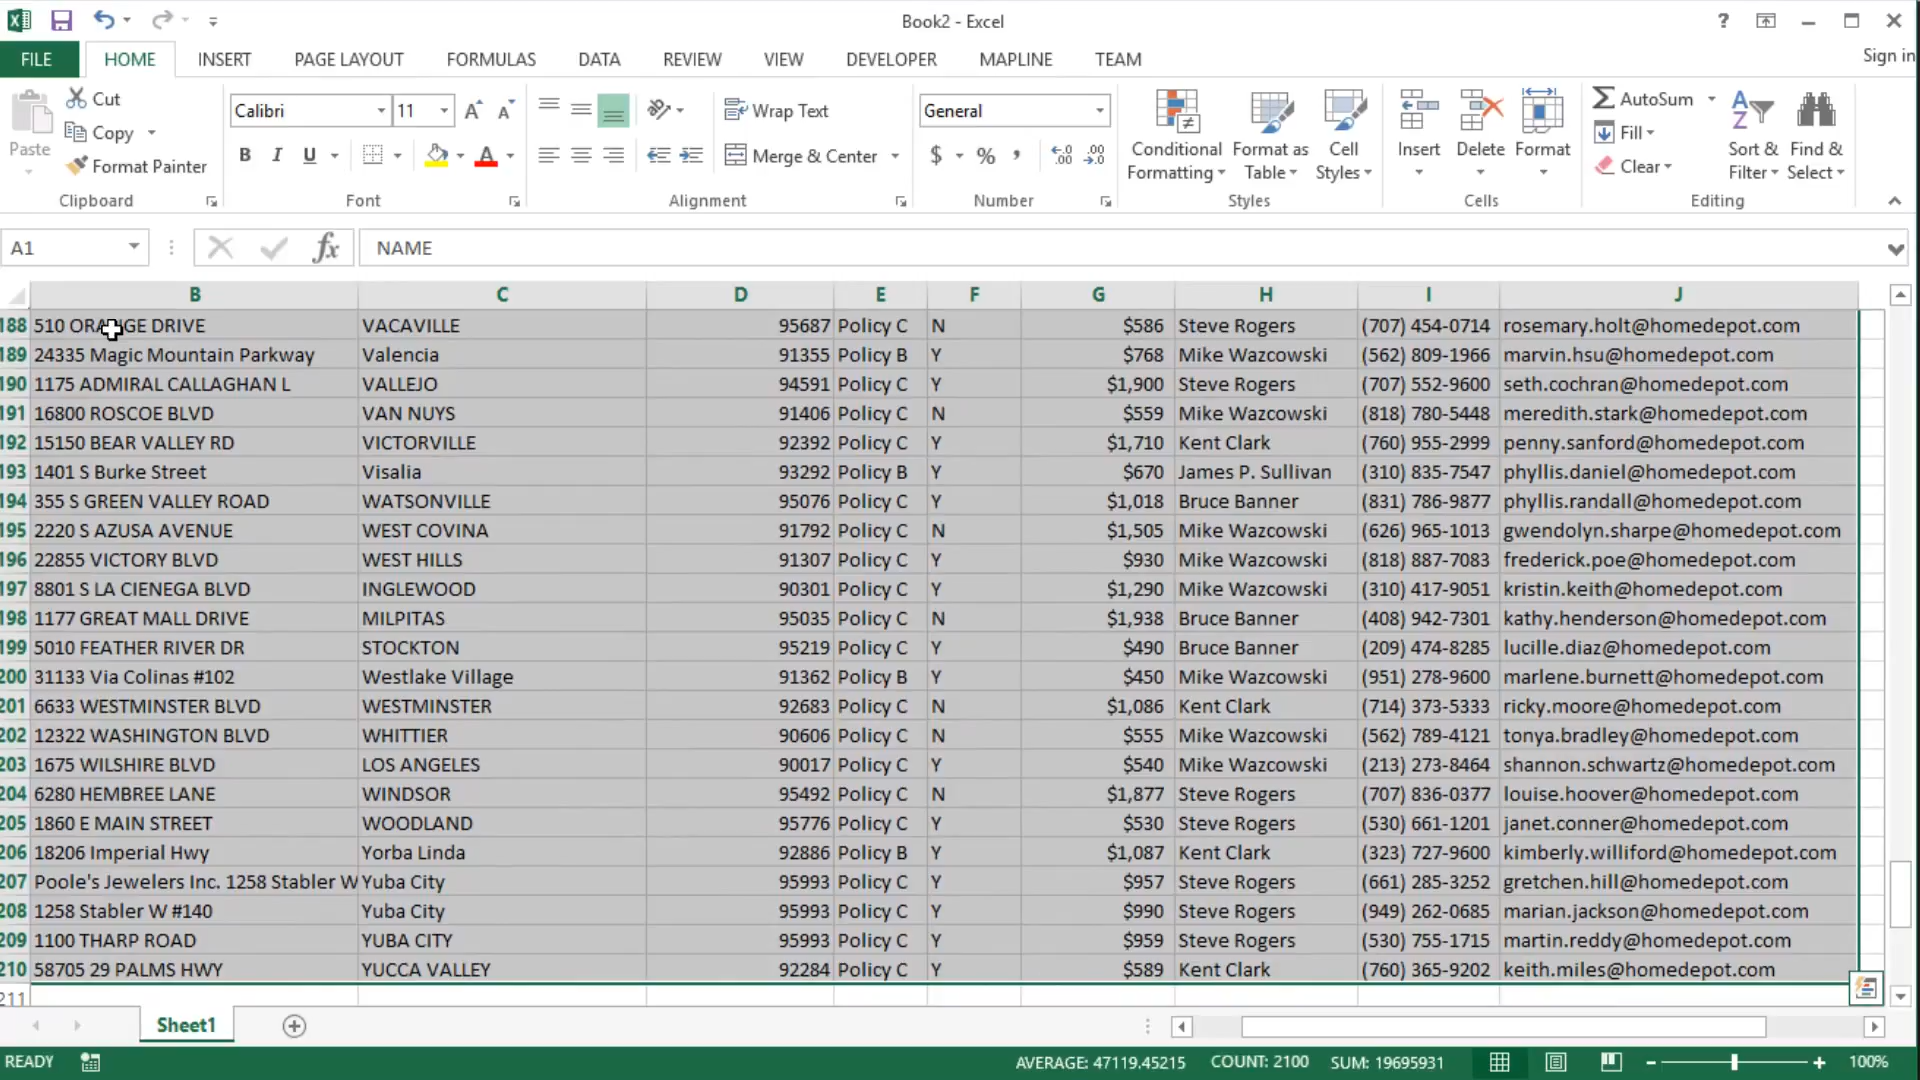 Book2 - Excel
?
FILE HOME INSERT PAGE LAYOUT FORMULAS DATA REVIEW VIEW DEVELOPER MAPLINE TEAM Sign in
Paste
Cut
Copy
Format Painter
Clipboard
Calibri 11 A A
B I U A
Font
Wrap Text
Merge & Center
Alignment
General
$ % , .00 .00
Number
Conditional Formatting
Format as Table
Cell Styles
Styles
Insert Delete Format
Cells
AutoSum
Fill
Clear
Sort & Filter
Find & Select
Editing
A1 fx NAME
B C D E F G H I J
188 510 ORANGE DRIVE VACAVILLE 95687 Policy C N $586 Steve Rogers (707) 454-0714 rosemary.holt@homedepot.com
189 24335 Magic Mountain Parkway Valencia 91355 Policy B Y $768 Mike Wazcowski (562) 809-1966 marvin.hsu@homedepot.com
190 1175 ADMIRAL CALLAGHAN L VALLEJO 94591 Policy C Y $1,900 Steve Rogers (707) 552-9600 seth.cochran@homedepot.com
191 16800 ROSCOE BLVD VAN NUYS 91406 Policy C N $559 Mike Wazcowski (818) 780-5448 meredith.stark@homedepot.com
192 15150 BEAR VALLEY RD VICTORVILLE 92392 Policy C Y $1,710 Kent Clark (760) 955-2999 penny.sanford@homedepot.com
193 1401 S Burke Street Visalia 93292 Policy B Y $670 James P. Sullivan (310) 835-7547 phyllis.daniel@homedepot.com
194 355 S GREEN VALLEY ROAD WATSONVILLE 95076 Policy C Y $1,018 Bruce Banner (831) 786-9877 phyllis.randall@homedepot.com
195 2220 S AZUSA AVENUE WEST COVINA 91792 Policy C N $1,505 Mike Wazcowski (626) 965-1013 gwendolyn.sharpe@homedepot.com
196 22855 VICTORY BLVD WEST HILLS 91307 Policy C Y $930 Mike Wazcowski (818) 887-7083 frederick.poe@homedepot.com
197 8801 S LA CIENEGA BLVD INGLEWOOD 90301 Policy C Y $1,290 Mike Wazcowski (310) 417-9051 kristin.keith@homedepot.com
198 1177 GREAT MALL DRIVE MILPITAS 95035 Policy C N $1,938 Bruce Banner (408) 942-7301 kathy.henderson@homedepot.com
199 5010 FEATHER RIVER DR STOCKTON 95219 Policy C Y $490 Bruce Banner (209) 474-8285 lucille.diaz@homedepot.com
200 31133 Via Colinas #102 Westlake Village 91362 Policy B Y $450 Mike Wazcowski (951) 278-9600 marlene.burnett@homedepot.com
201 6633 WESTMINSTER BLVD WESTMINSTER 92683 Policy C N $1,086 Kent Clark (714) 373-5333 ricky.moore@homedepot.com
202 12322 WASHINGTON BLVD WHITTIER 90606 Policy C N $555 Mike Wazcowski (562) 789-4121 tonya.bradley@homedepot.com
203 1675 WILSHIRE BLVD LOS ANGELES 90017 Policy C Y $540 Mike Wazcowski (213) 273-8464 shannon.schwartz@homedepot.com
204 6280 HEMBREE LANE WINDSOR 95492 Policy C N $1,877 Steve Rogers (707) 836-0377 louise.hoover@homedepot.com
205 1860 E MAIN STREET WOODLAND 95776 Policy C Y $530 Steve Rogers (530) 661-1201 janet.conner@homedepot.com
206 18206 Imperial Hwy Yorba Linda 92886 Policy B Y $1,087 Kent Clark (323) 727-9600 kimberly.williford@homedepot.com
207 Poole's Jewelers Inc. 1258 Stabler W Yuba City 95993 Policy C Y $957 Steve Rogers (661) 285-3252 gretchen.hill@homedepot.com
208 1258 Stabler W #140 Yuba City 95993 Policy C Y $990 Steve Rogers (949) 262-0685 marian.jackson@homedepot.com
209 1100 THARP ROAD YUBA CITY 95993 Policy C Y $959 Steve Rogers (530) 755-1715 martin.reddy@homedepot.com
210 58705 29 PALMS HWY YUCCA VALLEY 92284 Policy C Y $589 Kent Clark (760) 365-9202 keith.miles@homedepot.com
211
Sheet1
READY AVERAGE: 47119.45215 COUNT: 2100 SUM: 19695931 100%